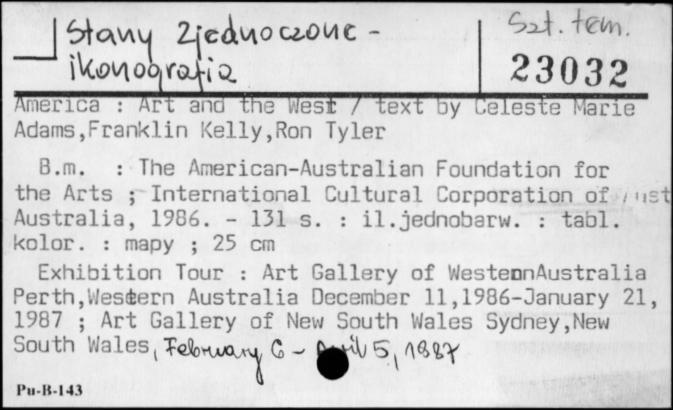 Stany Zjednoczone -
ikonografia
Szt. tem.
23032
America : Art and the West / text by Celeste Marie
Adams,Franklin Kelly,Ron Tyler
B.m. : The American-Australian Foundation for
the Arts ; International Cultural Corporation of
Australia, 1986. - 131 s. : il.jednobarw. : tabl.
kolor. : mapy ; 25 cm
Exhibition Tour : Art Gallery of WesternAustralia
Perth,Western Australia December 11,1986-January 21,
1987 ; Art Gallery of New South Wales Sydney,New
South Wales, February 6 - April 5, 1987
Pu-B-143